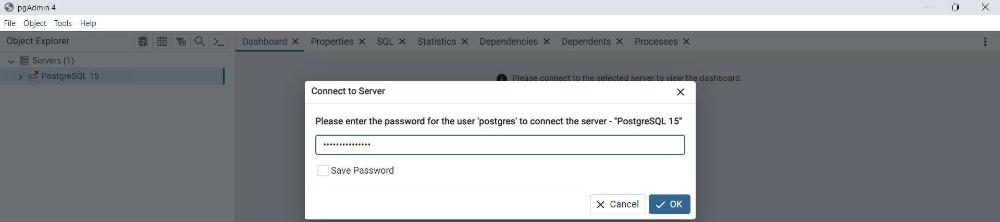 pgAdmin 4
File Object Tools Help
Object Explorer
Dashboard Properties SQL Statistics Dependencies Dependents Processes
Servers (1)
PostgreSQL 15
Please connect to the selected server to view the dashboard.
Connect to Server
Please enter the password for the user 'postgres' to connect the server - "PostgreSQL 15"
•••••••••••••••
Save Password
Cancel OK